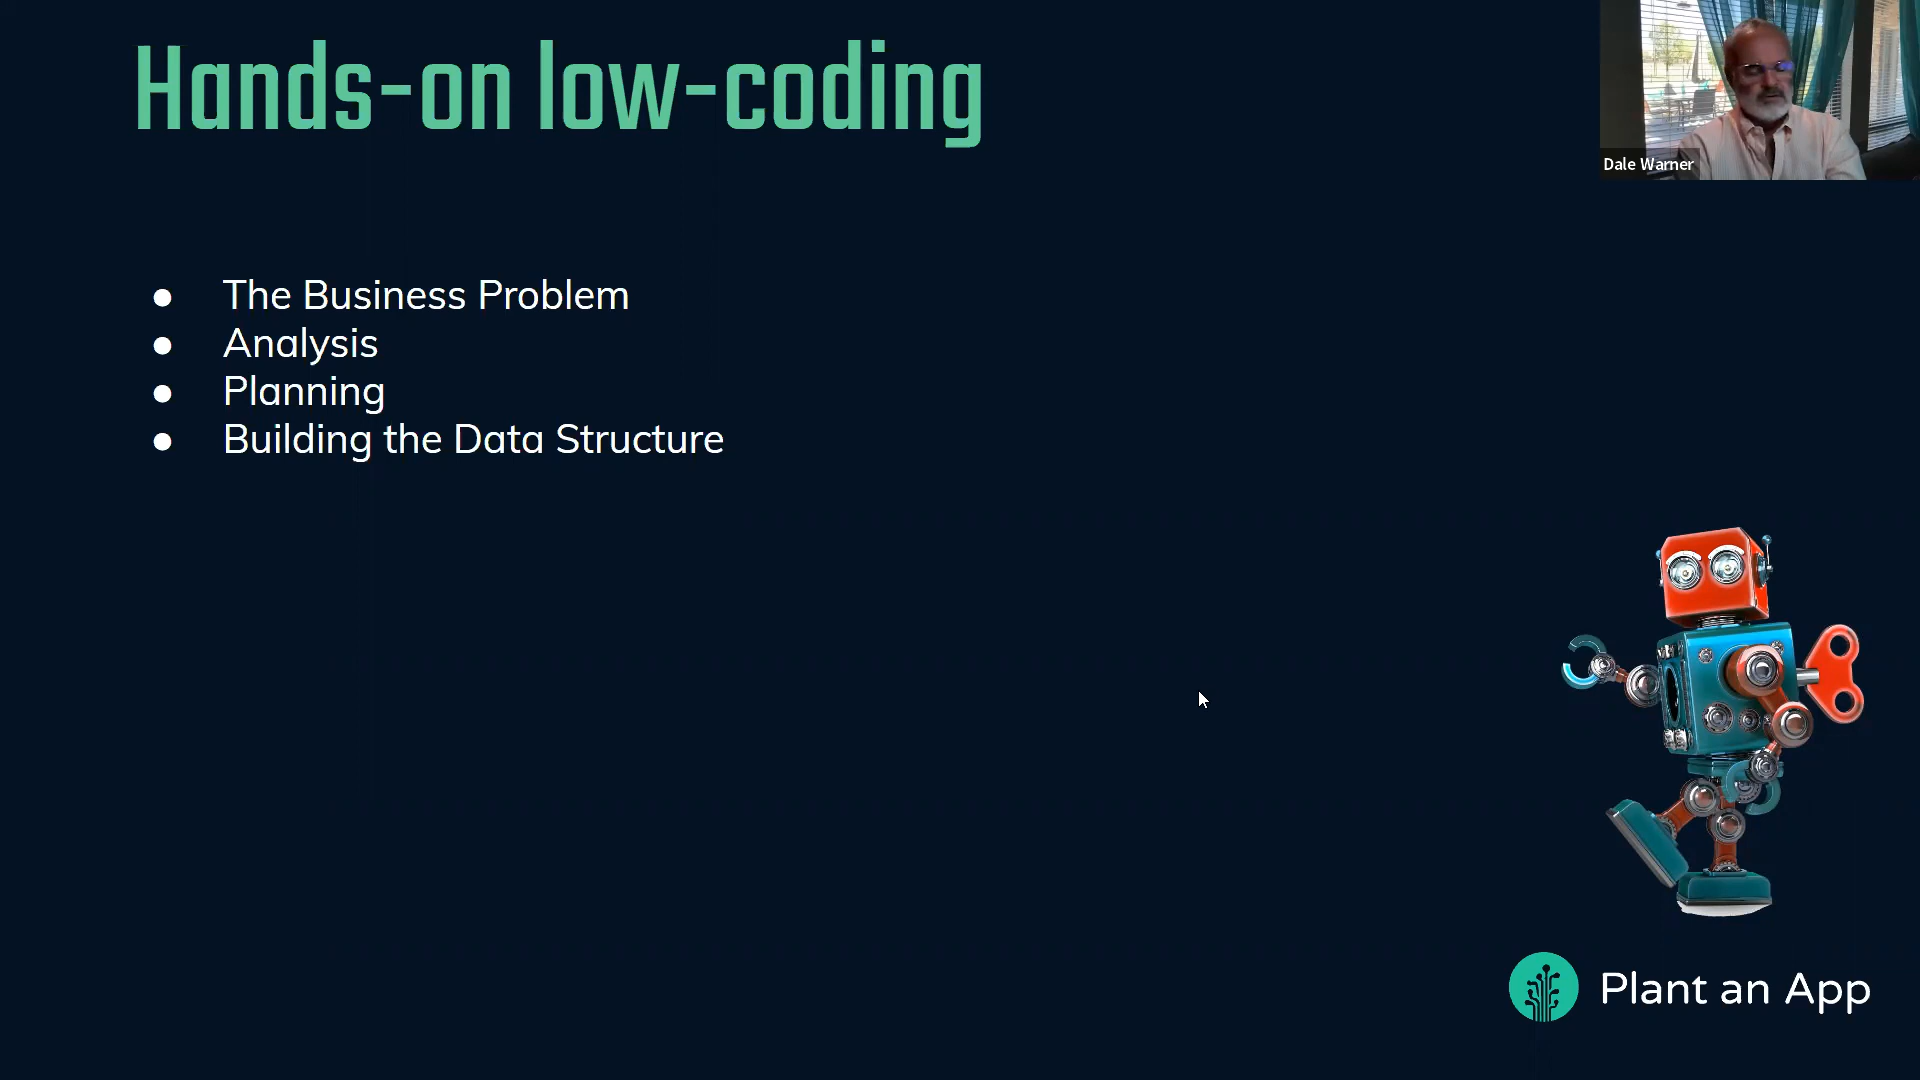 Hands-on low-coding
Dale Warner
● The Business Problem
● Analysis
● Planning
● Building the Data Structure
Plant an App